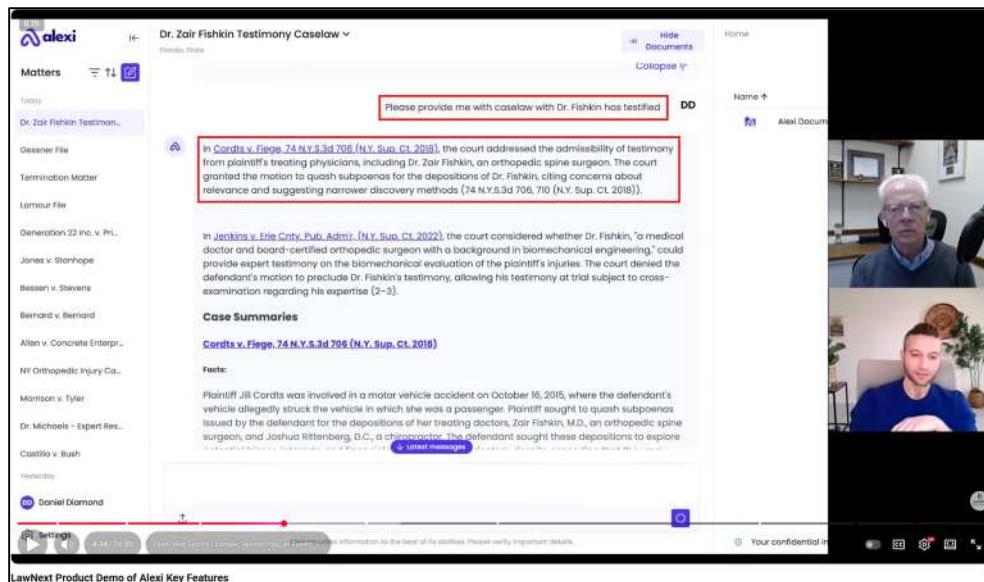 alexi
Matters
Today
Dr. Zair Fishkin Testimon...
Gessner File
Termination Matter
Lamour File
Generation 22 Inc. v. Pri...
Jones v. Stanhope
Bessen v. Stevens
Bernard v. Bernard
Allen v. Concrete Enterpr...
NY Orthopedic Injury Ca...
Morrison v. Tyler
Dr. Michaels - Expert Res...
Castillo v. Bush
Yesterday
DD Daniel Diamond
Settings
Dr. Zair Fishkin Testimony Caselaw
Hide
Documents
Collapse
Please provide me with caselaw with Dr. Fishkin has testified
DD
In Cordts v. Fiege, 74 N.Y.S.3d 706 (N.Y. Sup. Ct. 2018), the court addressed the admissibility of testimony
from plaintiff's treating physicians, including Dr. Zair Fishkin, an orthopedic spine surgeon. The court
granted the motion to quash subpoenas for the depositions of Dr. Fishkin, citing concerns about
relevance and suggesting narrower discovery methods (74 N.Y.S.3d 706, 710 (N.Y. Sup. Ct. 2018)).
In Jenkins v. Erie Cnty. Pub. Adm'r, (N.Y. Sup. Ct. 2022), the court considered whether Dr. Fishkin, "a medical
doctor and board-certified orthopedic surgeon with a background in biomechanical engineering," could
provide expert testimony on the biomechanical evaluation of the plaintiff's injuries. The court denied the
defendant's motion to preclude Dr. Fishkin's testimony, allowing his testimony at trial subject to cross-
examination regarding his expertise (2-3).
Case Summaries
Cordts v. Fiege, 74 N.Y.S.3d 706 (N.Y. Sup. Ct. 2018)
Facts:
Plaintiff Jill Cordts was involved in a motor vehicle accident on October 16, 2015, where the defendant's
vehicle allegedly struck the vehicle in which she was a passenger. Plaintiff sought to quash subpoenas
issued by the defendant for the depositions of her treating doctors, Zair Fishkin, M.D., an orthopedic spine
surgeon, and Joshua Rittenberg, D.C., a chiropractor. The defendant sought these depositions to explore
Latest messages
information to the best of its abilities. Please verify important details.
Home
Name
Alexi Docum
Your confidential in
CC
LawNext Product Demo of Alexi Key Features